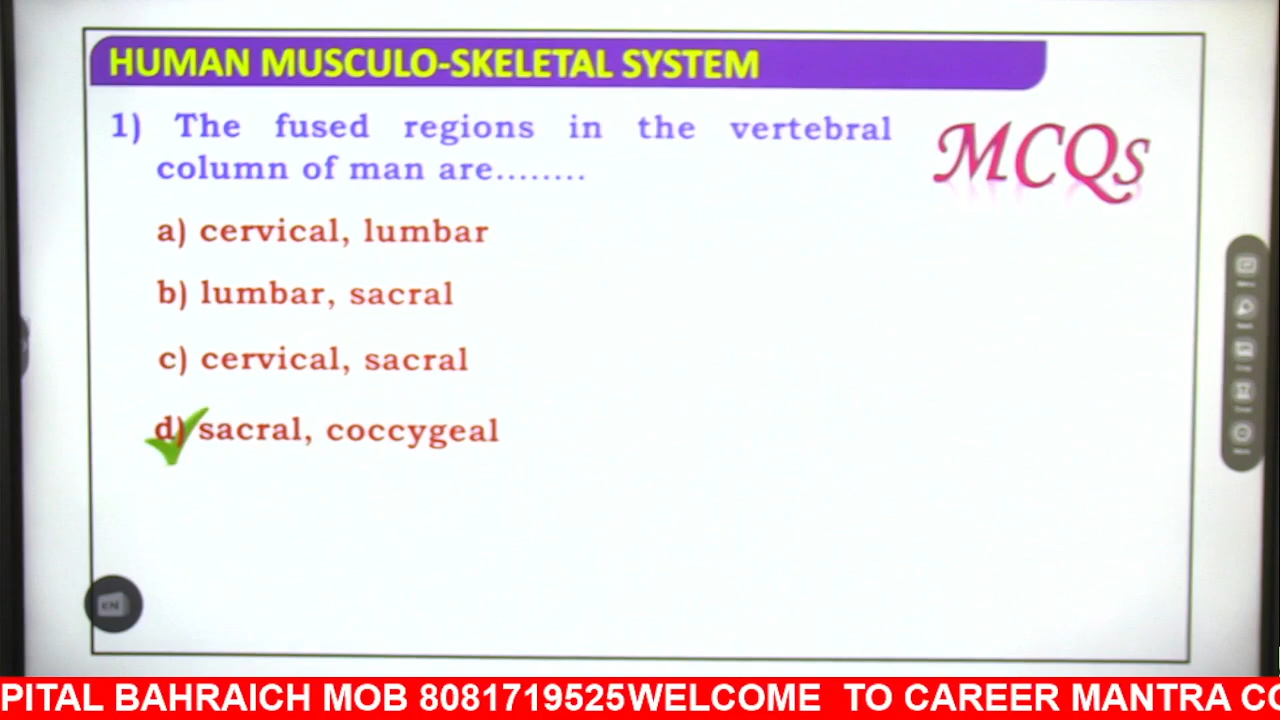 HUMAN MUSCULO-SKELETAL SYSTEM
1) The fused regions in the vertebral
column of man are........
MCQs
a) cervical, lumbar
b) lumbar, sacral
c) cervical, sacral
d) sacral, coccygeal
EN
PITAL BAHRAICH MOB 8081719525WELCOME TO CAREER MANTRA CO